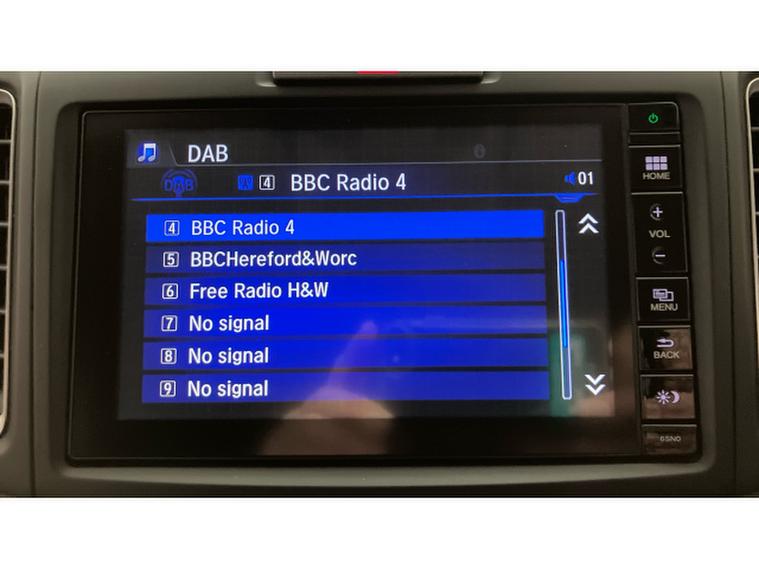 DAB
DAB 4 BBC Radio 4 01
4 BBC Radio 4
5 BBCHereford&Worc
6 Free Radio H&W
7 No signal
8 No signal
9 No signal
HOME
+
VOL
−
MENU
BACK
6SN0